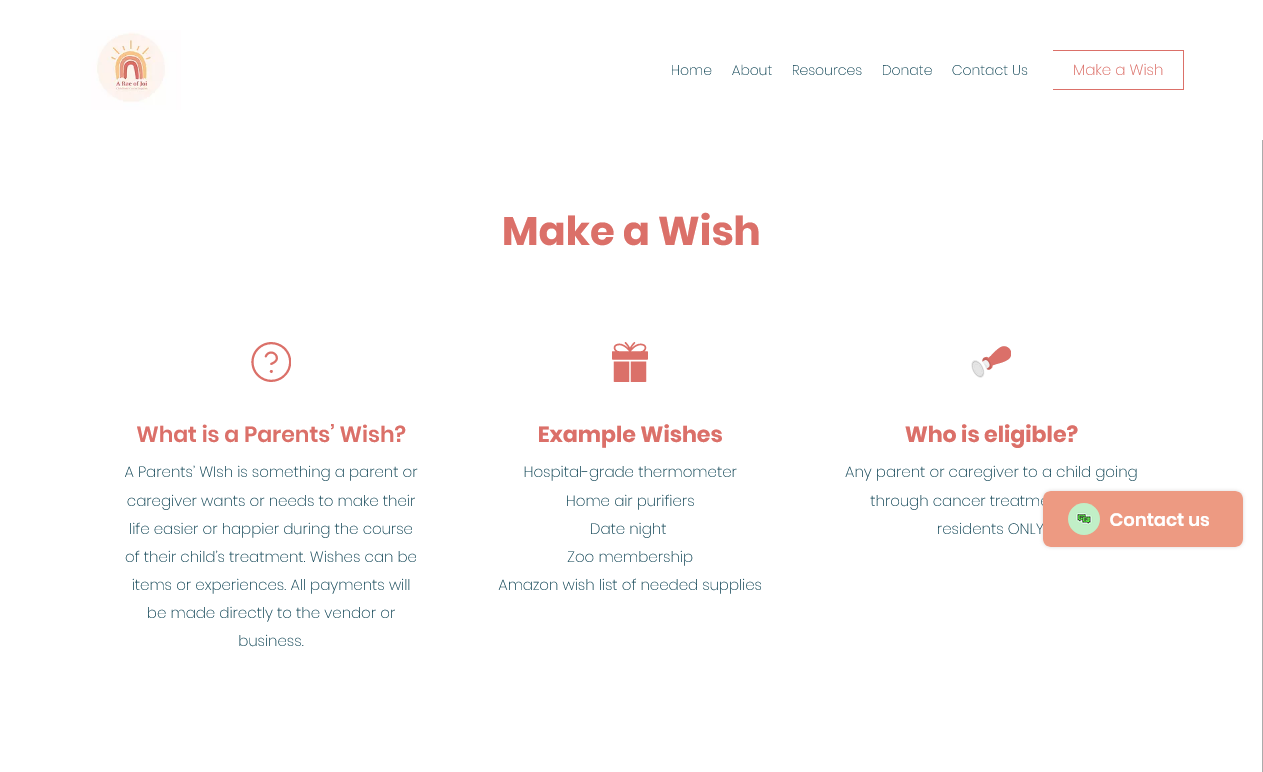 A Rae of Joi
Home
About
Resources
Donate
Contact Us
Make a Wish
Make a Wish
What is a Parents’ Wish?
A Parents' WIsh is something a parent or
caregiver wants or needs to make their
life easier or happier during the course
of their child's treatment. Wishes can be
items or experiences. All payments will
be made directly to the vendor or
business.
Example Wishes
Hospital-grade thermometer
Home air purifiers
Date night
Zoo membership
Amazon wish list of needed supplies
Who is eligible?
Any parent or caregiver to a child going
through cancer
residents ONLY
Contact us